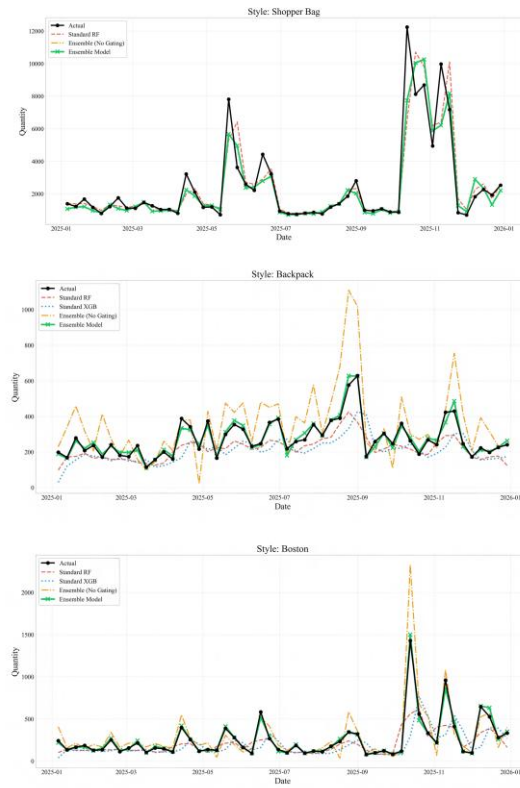 Style: Shopper Bag
Actual
Standard RF
Ensemble (No Gating)
Ensemble Model
Quantity
12000
10000
8000
6000
4000
2000
2025-01
2025-03
2025-05
2025-07
2025-09
2025-11
2026-01
Date
Style: Backpack
Actual
Standard RF
Standard XGB
Ensemble (No Gating)
Ensemble Model
Quantity
1000
800
600
400
200
0
2025-01
2025-03
2025-05
2025-07
2025-09
2025-11
2026-01
Date
Style: Boston
Actual
Standard RF
Standard XGB
Ensemble (No Gating)
Ensemble Model
Quantity
2000
1500
1000
500
0
2025-01
2025-03
2025-05
2025-07
2025-09
2025-11
2026-01
Date